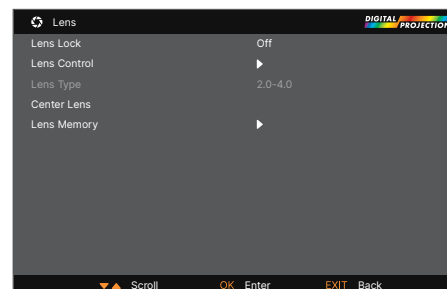 Lens
DIGITAL PROJECTION
Lens Lock Off
Lens Control
Lens Type 2.0-4.0
Center Lens
Lens Memory
Scroll OK Enter EXIT Back